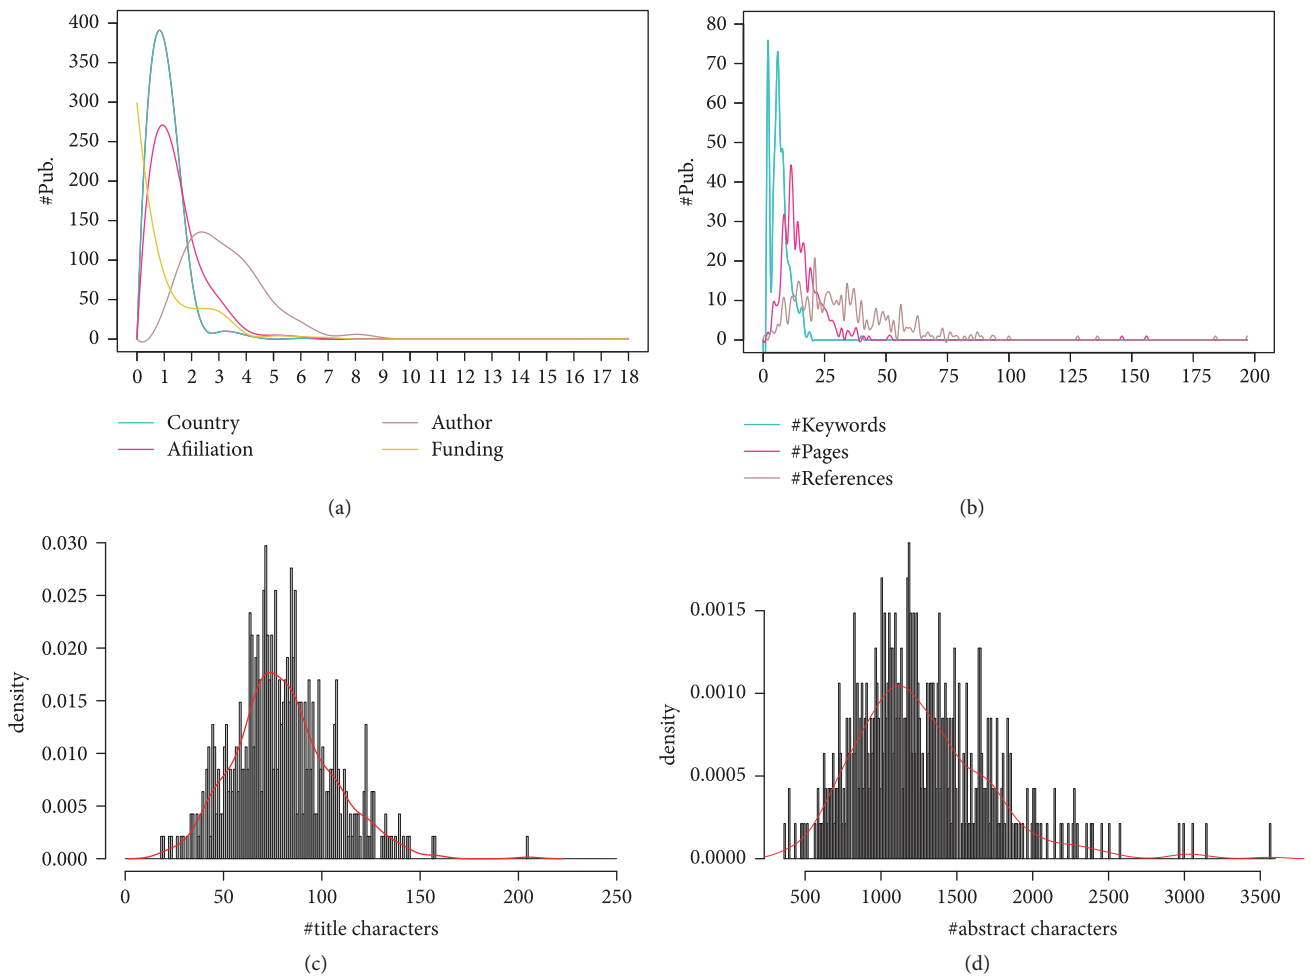 400
350
300
250
200
150
100
50
0
#Pub.
0 1 2 3 4 5 6 7 8 9 10 11 12 13 14 15 16 17 18
Country
Author
Afiiliation
Funding
(a)
80
70
60
50
40
30
20
10
0
#Pub.
0 25 50 75 100 125 150 175 200
#Keywords
#Pages
#References
(b)
0.030
0.025
0.020
0.015
0.010
0.005
0.000
density
0 50 100 150 200 250
#title characters
(c)
0.0015
0.0010
0.0005
0.0000
density
500 1000 1500 2000 2500 3000 3500
#abstract characters
(d)